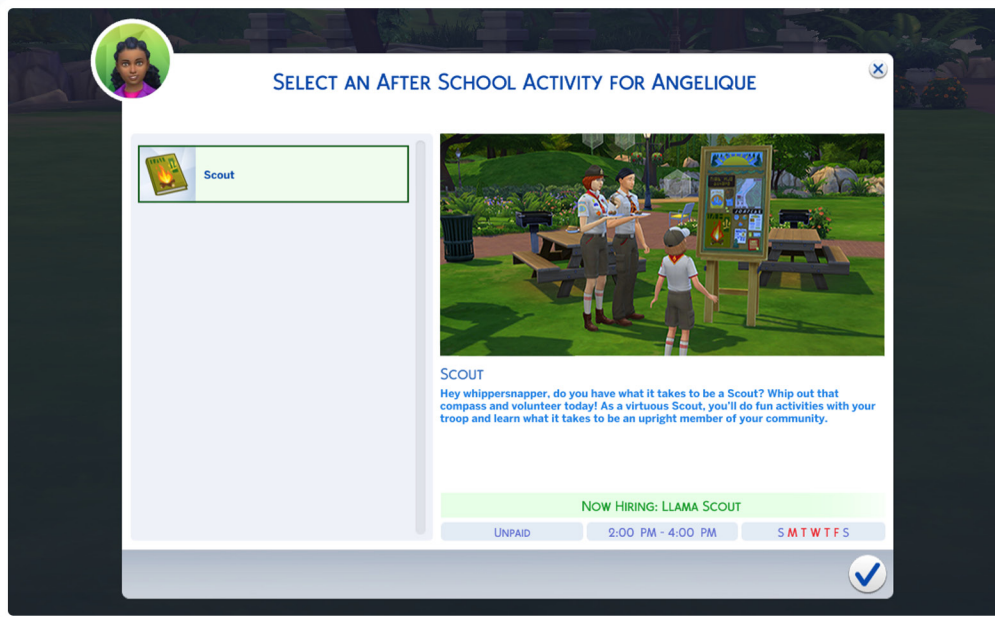 SELECT AN AFTER SCHOOL ACTIVITY FOR ANGELIQUE
Scout
SCOUT
Hey whippersnapper, do you have what it takes to be a Scout? Whip out that
compass and volunteer today! As a virtuous Scout, you'll do fun activities with your
troop and learn what it takes to be an upright member of your community.
NOW HIRING: LLAMA SCOUT
UNPAID
2:00 PM - 4:00 PM
S M T W T F S